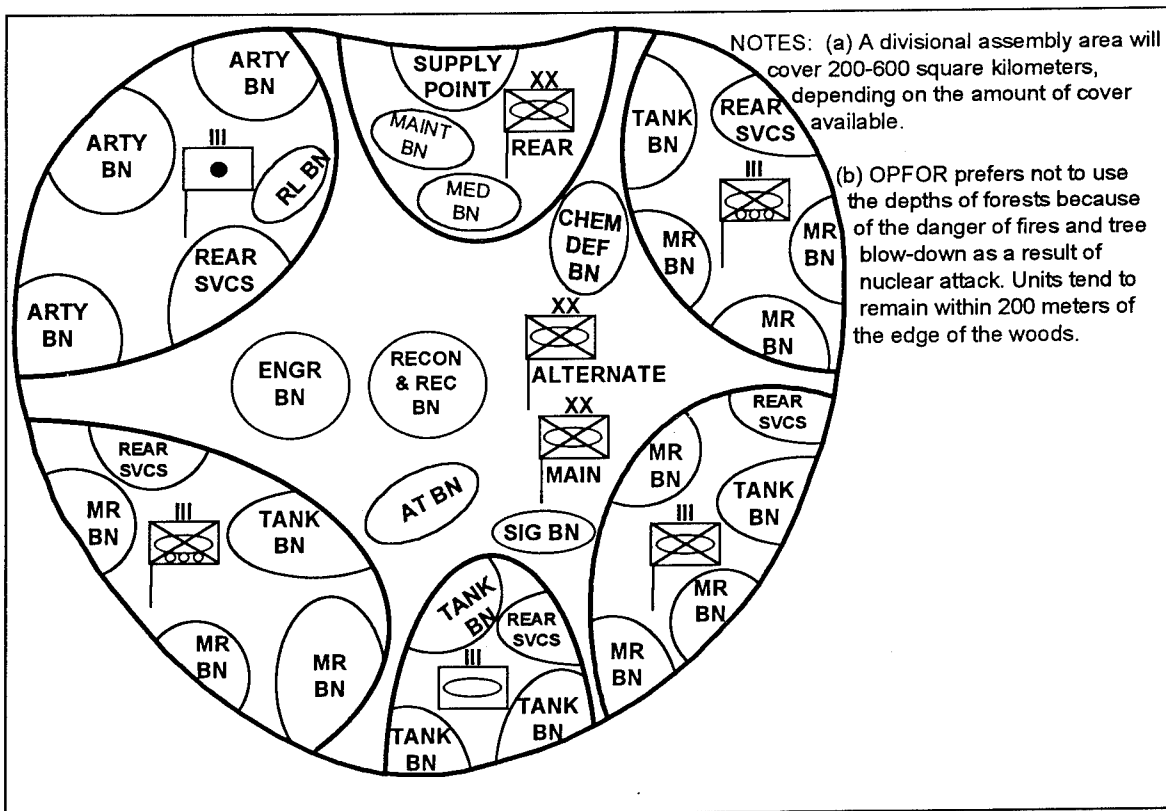 NOTES: (a) A divisional assembly area will
cover 200-600 square kilometers,
depending on the amount of cover
available.
(b) OPFOR prefers not to use
the depths of forests because
of the danger of fires and tree
blow-down as a result of
nuclear attack. Units tend to
remain within 200 meters of
the edge of the woods.
ARTY
BN
ARTY
BN
III
RL BN
REAR
SVCS
ARTY
BN
SUPPLY
POINT
XX
MAINT
BN
REAR
MED
BN
CHEM
DEF
BN
TANK
BN
REAR
SVCS
III
MR
BN
MR
BN
MR
BN
XX
ALTERNATE
ENGR
BN
RECON
& REC
BN
XX
MAIN
AT BN
SIG BN
REAR
SVCS
MR
BN
III
TANK
BN
MR
BN
MR
BN
TANK
BN
REAR
SVCS
III
TANK
BN
TANK
BN
REAR
SVCS
MR
BN
TANK
BN
III
MR
BN
MR
BN